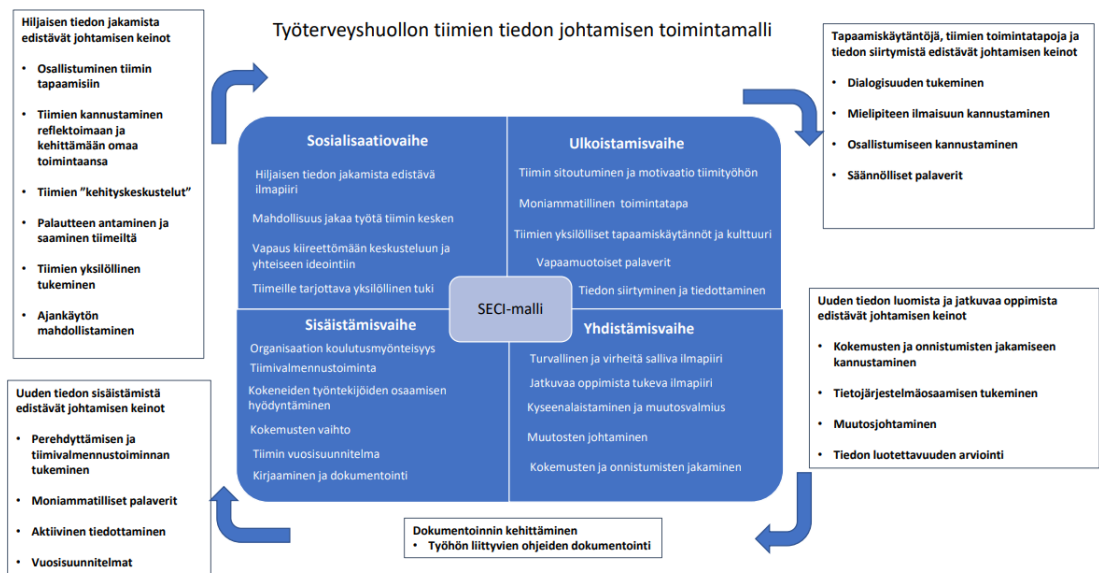 Työterveyshuollon tiimien tiedon johtamisen toimintamalli
Hiljaisen tiedon jakamista
edistävät johtamisen keinot
• Osallistuminen tiimin
tapaamisiin
• Tiimien kannustaminen
reflektoimaan ja
kehittämään omaa
toimintaansa
• Tiimien ”kehityskeskustelut”
• Palautteen antaminen ja
saaminen tiimeiltä
• Tiimien yksilöllinen
tukeminen
• Ajankäytön
mahdollistaminen
Sosialisaatiovaihe
Hiljaisen tiedon jakamista edistävä
ilmapiiri
Mahdollisuus jakaa työtä tiimin kesken
Vapaus kiireettömään keskusteluun ja
yhteiseen ideointiin
Tiimeille tarjottava yksilöllinen tuki
Ulkoistamisvaihe
Tiimin sitoutuminen ja motivaatio tiimityöhön
Moniammatillinen toimintatapa
Tiimien yksilölliset tapaamiskäytännöt ja kulttuuri
Vapaamuotoiset palaverit
Tiedon siirtyminen ja tiedottaminen
Tapaamiskäytäntöjä, tiimien toimintatapoja ja
tiedon siirtymistä edistävät johtamisen keinot
• Dialogisuuden tukeminen
• Mielipiteen ilmaisuun kannustaminen
• Osallistumiseen kannustaminen
• Säännölliset palaverit
SECI-malli
Uuden tiedon sisäistämistä
edistävät johtamisen keinot
• Perehdyttämisen ja
tiimivalmennustoiminnan
tukeminen
• Moniammatilliset palaverit
• Aktiivinen tiedottaminen
• Vuosisuunnitelmat
Sisäistämisvaihe
Organisaation koulutusmyönteisyys
Tiimivalmennustoiminta
Kokeneiden työntekijöiden osaamisen
hyödyntäminen
Kokemusten vaihto
Tiimin vuosisuunnitelma
Kirjaaminen ja dokumentointi
Yhdistämisvaihe
Turvallinen ja virheitä salliva ilmapiiri
Jatkuvaa oppimista tukeva ilmapiiri
Kyseenalaistaminen ja muutosvalmius
Muutosten johtaminen
Kokemusten ja onnistumisten jakaminen
Uuden tiedon luomista ja jatkuvaa oppimista
edistävät johtamisen keinot
• Kokemusten ja onnistumisten jakamiseen
kannustaminen
• Tietojärjestelmäosaamisen tukeminen
• Muutosjohtaminen
• Tiedon luotettavuuden arviointi
Dokumentoinnin kehittäminen
• Työhön liittyvien ohjeiden dokumentointi